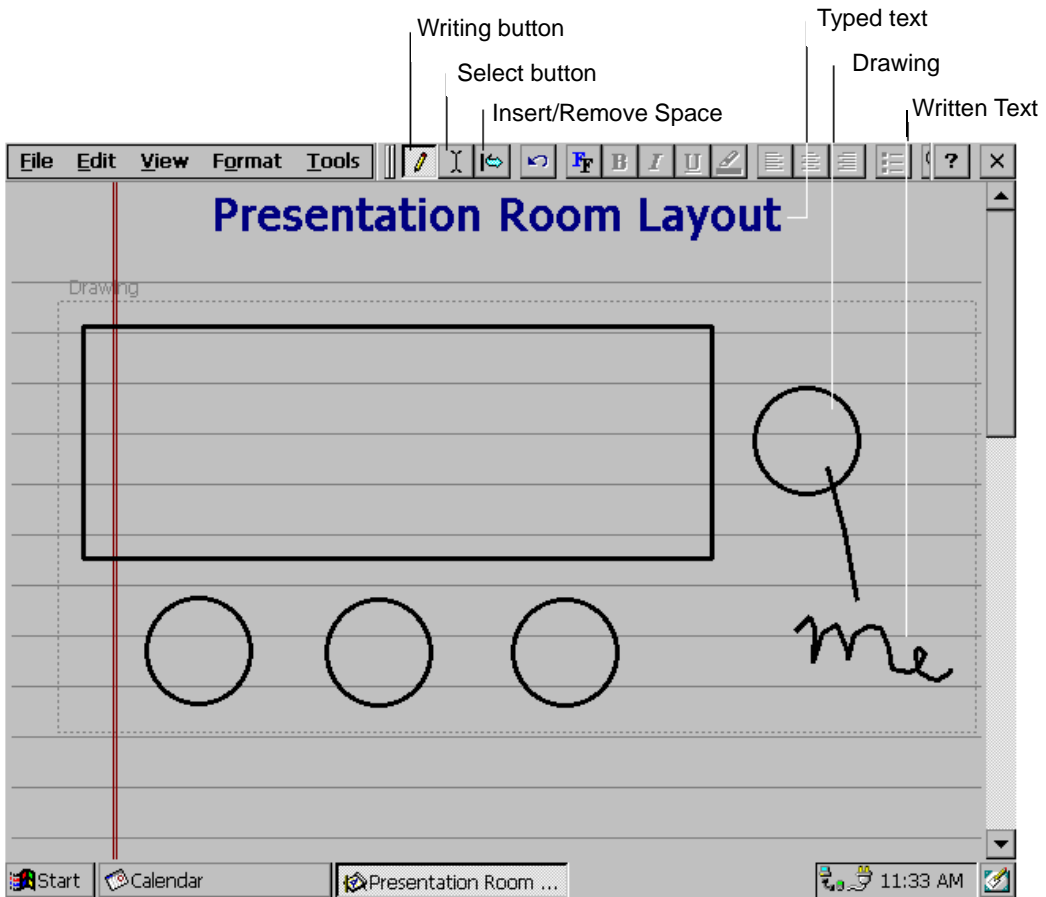 Typed text
Writing button
Drawing
Select button
Written Text
Insert/Remove Space
File Edit View Format Tools FF B I U ? ×
Presentation Room Layout
Drawing
me
Start Calendar Presentation Room ... 11:33 AM